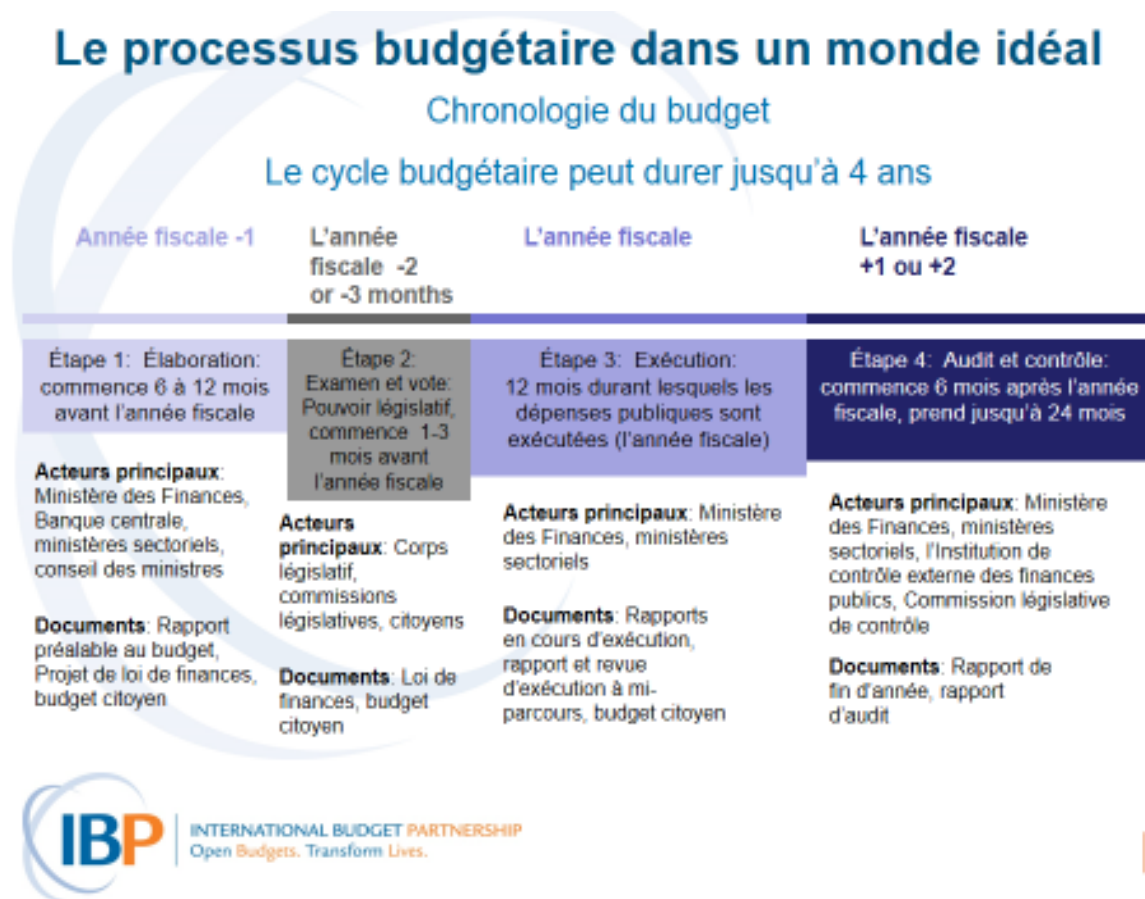 Le processus budgétaire dans un monde idéal
Chronologie du budget
Le cycle budgétaire peut durer jusqu'à 4 ans
Année fiscale -1
L'année
fiscale -2
or -3 months
L'année fiscale
L'année fiscale
+1 ou +2
Étape 1: Élaboration:
commence 6 à 12 mois
avant l'année fiscale
Acteurs principaux:
Ministère des Finances,
Banque centrale,
ministères sectoriels,
conseil des ministres
Documents: Rapport
préalable au budget,
Projet de loi de finances,
budget citoyen
Étape 2:
Examen et vote:
Pouvoir législatif,
commence 1-3
mois avant
l'année fiscale
Acteurs
principaux: Corps
législatif,
commissions
législatives, citoyens
Documents: Loi de
finances, budget
citoyen
Étape 3: Exécution:
12 mois durant lesquels les
dépenses publiques sont
exécutées (l'année fiscale)
Acteurs principaux: Ministère
des Finances, ministères
sectoriels
Documents: Rapports
en cours d'exécution,
rapport et revue
d'exécution à mi-
parcours, budget citoyen
Étape 4: Audit et contrôle:
commence 6 mois après l'année
fiscale, prend jusqu'à 24 mois
Acteurs principaux: Ministère
des Finances, ministères
sectoriels, l'Institution de
contrôle externe des finances
publics, Commission législative
de contrôle
Documents: Rapport de
fin d'année, rapport
d'audit
IBP
INTERNATIONAL BUDGET PARTNERSHIP
Open Budgets. Transform Lives.